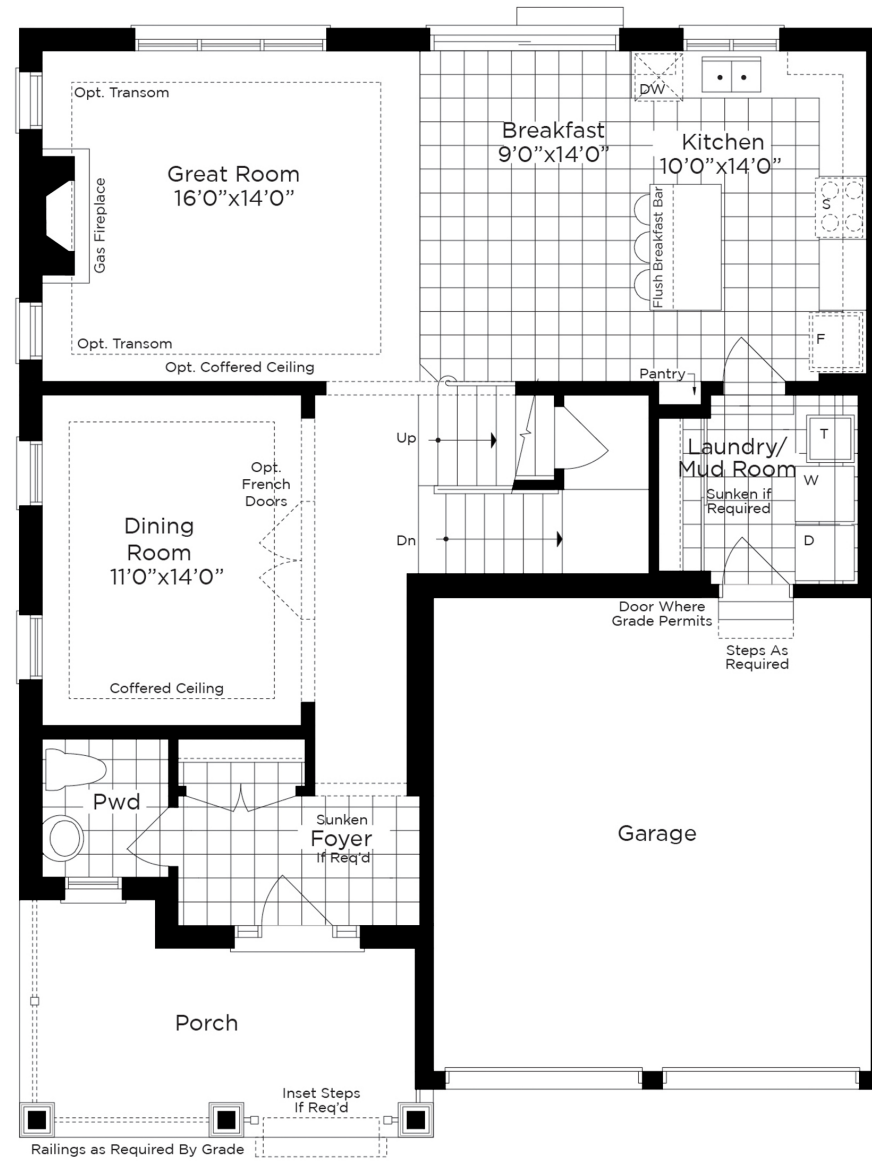 Opt. Transom
DW
Breakfast
9’0”x14’0”
Kitchen
10’0”x14’0”
Great Room
16’0”x14’0”
Gas Fireplace
Flush Breakfast Bar
S
F
Opt. Transom
Opt. Coffered Ceiling
Pantry
Up
T
Laundry/
Mud Room
Sunken if
Required
W
Opt.
French
Doors
Dining
Room
11’0”x14’0”
Dn
D
Door Where
Grade Permits
Steps As
Required
Coffered Ceiling
Pwd
Sunken
Foyer
If Req’d
Garage
Porch
Inset Steps
If Req’d
Railings as Required By Grade